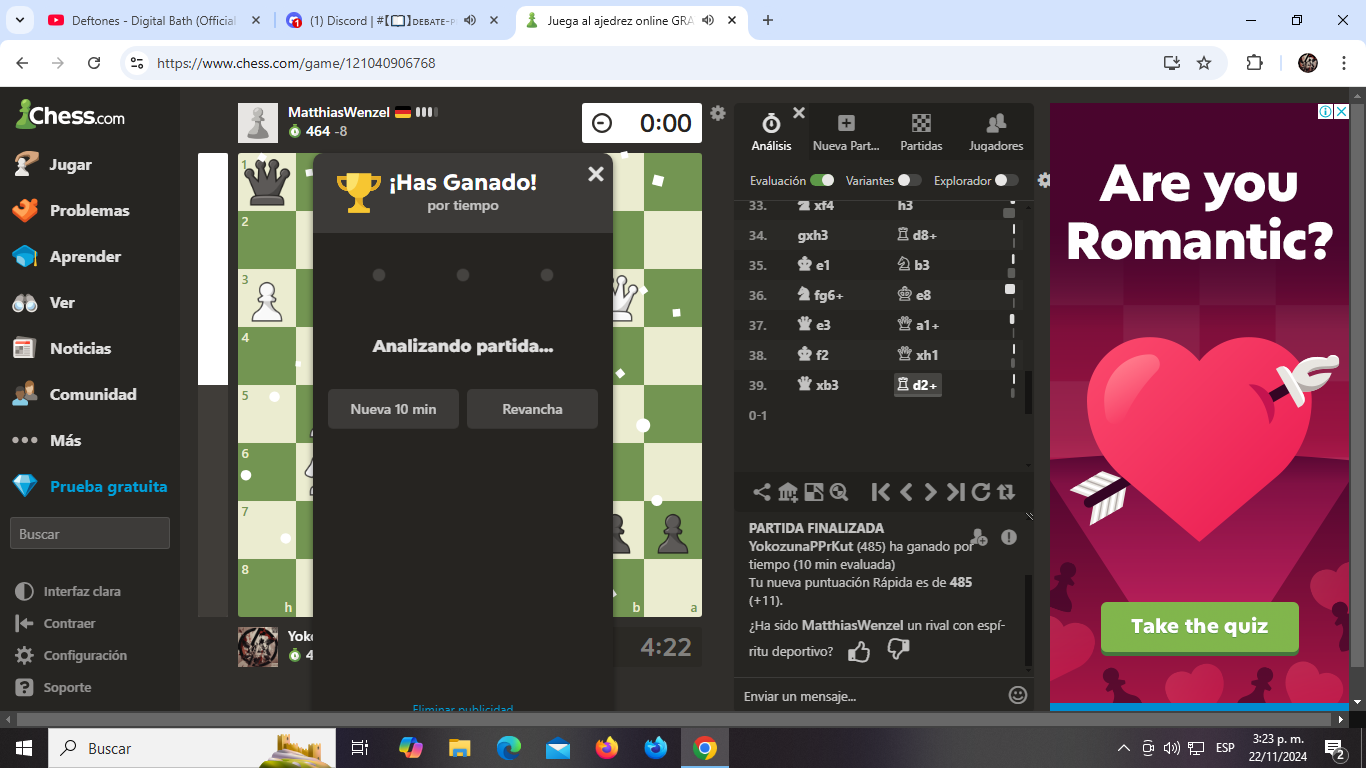 Deftones - Digital Bath (Official
(1) Discord | #【📖】DEBATE-P
Juega al ajedrez online GRA
https://www.chess.com/game/121040906768
Chess.com
Jugar
Problemas
Aprender
Ver
Noticias
Comunidad
Más
Prueba gratuita
Buscar
Interfaz clara
Contraer
Configuración
Soporte
MatthiasWenzel
464 -8
0:00
1
2
3
4
5
6
7
8
h
b
a
¡Has Ganado!
por tiempo
Analizando partida...
Nueva 10 min
Revancha
Eliminar publicidad
Yoko
4
4:22
Análisis
Nueva Part...
Partidas
Jugadores
Evaluación
Variantes
Explorador
33. xf4 h3
34. gxh3 d8+
35. e1 b3
36. fg6+ e8
37. e3 a1+
38. f2 xh1
39. xb3 d2+
0-1
PARTIDA FINALIZADA
YokozunaPPrKut (485) ha ganado por
tiempo (10 min evaluada)
Tu nueva puntuación Rápida es de 485
(+11).
¿Ha sido MatthiasWenzel un rival con espí-
ritu deportivo?
Enviar un mensaje...
Are you
Romantic?
Take the quiz
Buscar
ESP
3:23 p. m.
22/11/2024
2